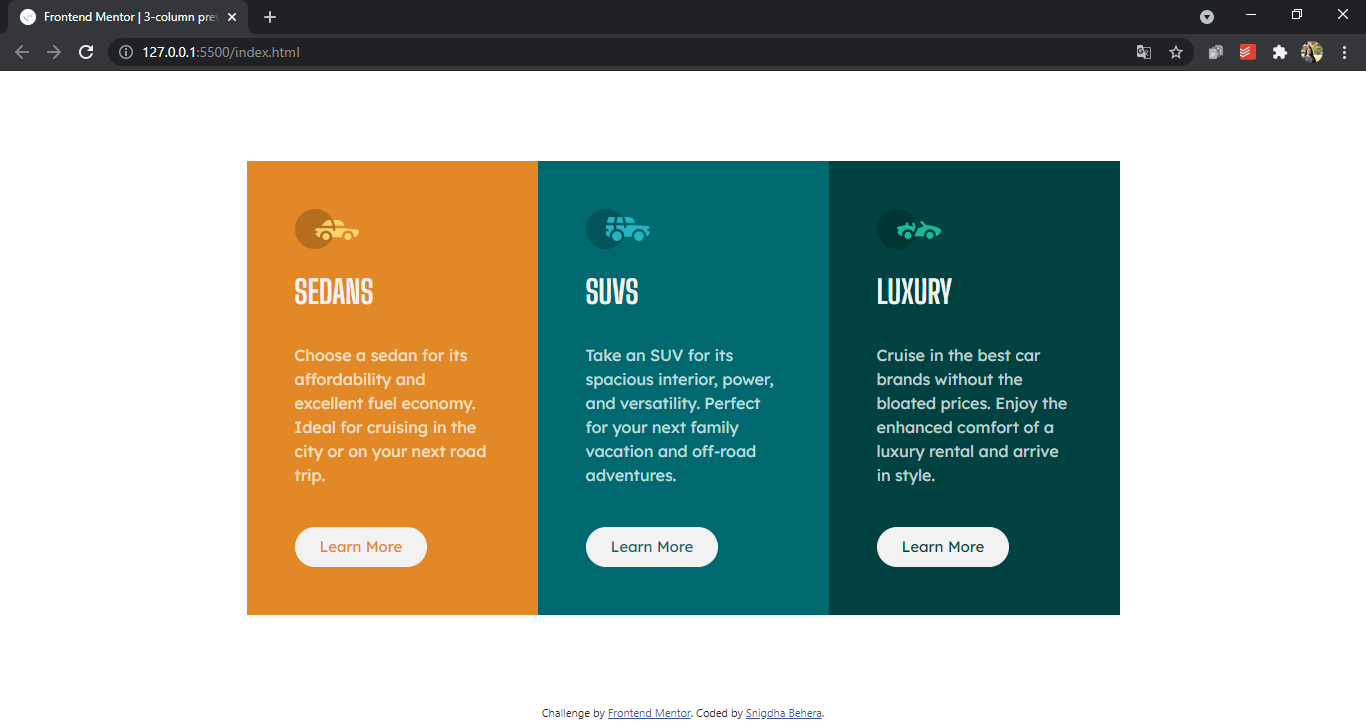 Frontend Mentor | 3-column prev
127.0.0.1:5500/index.html
SEDANS
Choose a sedan for its
affordability and
excellent fuel economy.
Ideal for cruising in the
city or on your next road
trip.
Learn More
SUVS
Take an SUV for its
spacious interior, power,
and versatility. Perfect
for your next family
vacation and off-road
adventures.
Learn More
LUXURY
Cruise in the best car
brands without the
bloated prices. Enjoy the
enhanced comfort of a
luxury rental and arrive
in style.
Learn More
Challenge by Frontend Mentor. Coded by Snigdha Behera.